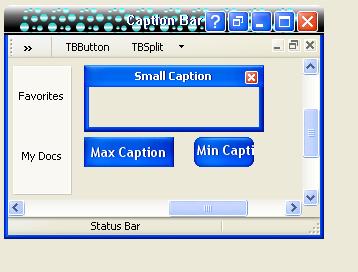 Caption Bar
TBButton TBSplit
Small Caption
Favorites
Max Caption Min Capti
My Docs
Status Bar